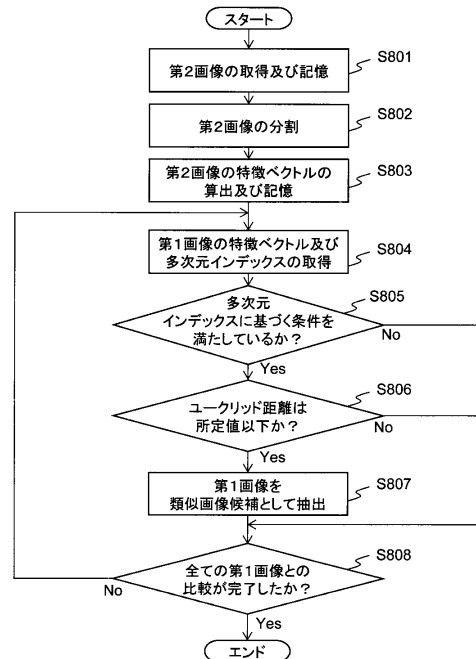 スタート
第2画像の取得及び記憶
S801
第2画像の分割
S802
第2画像の特徴ベクトルの
算出及び記憶
S803
第1画像の特徴ベクトル及び
多次元インデックスの取得
S804
多次元
インデックスに基づく条件を
満たしているか?
S805
No
Yes
ユークリッド距離は
所定値以下か?
S806
No
Yes
第1画像を
類似画像候補として抽出
S807
全ての第1画像との
比較が完了したか?
S808
No
Yes
エンド